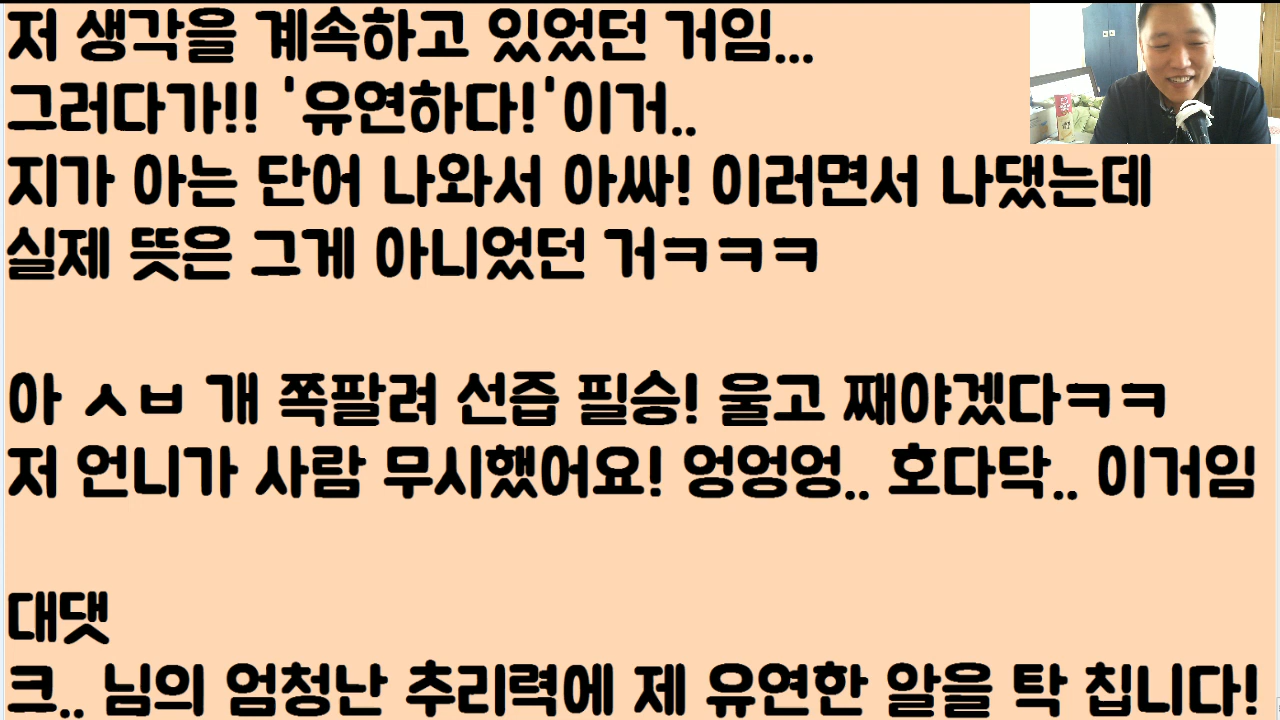 저 생각을 계속하고 있었던 거임...
그러다가!! '유연하다!'이거..
지가 아는 단어 나와서 아싸! 이러면서 나댔는데
실제 뜻은 그게 아니었던 거ㅋㅋㅋ
아 ㅅㅂ 개 쪽팔려 선즙 필승! 울고 째야겠다ㅋㅋ
저 언니가 사람 무시했어요! 엉엉엉.. 호다닥.. 이거임
대댓
크.. 님의 엄청난 추리력에 제 유연한 알을 탁 칩니다!